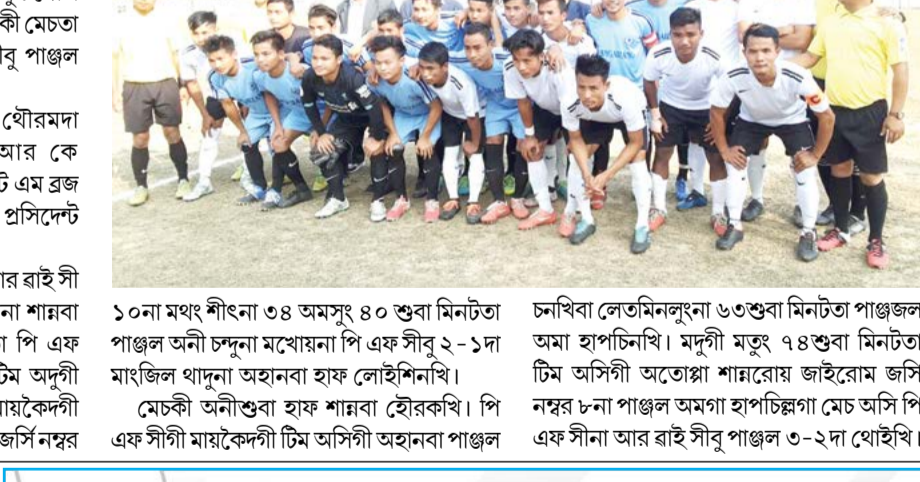 কী মেচতা
পাঞ্জল
থৌরমদা
আর কে
এম ব্রজ
প্রসিদেন্ট
ৱাই সী
না শান্নবা
পি এফ
টিম অদুগী
মায়কৈদগী
জর্সি নম্বর
১০না মথং শীৎনা ৩৪ অমসুং ৪০ শুবা মিনটতা
পাঞ্জল অনী চন্দুনা মখোয়না পি এফ সীবু ২-১দা
মাংজিল থাদুনা অহানবা হাফ লোইশিনখি।
মেচকী অনীশুবা হাফ শান্নবা হৌরকখি। পি
এফ সীগী মায়কৈদগী টিম অসিগী অহানবা পাঞ্জল
চনখিবা লেতমিনলুংনা ৬৩শুবা মিনটতা পাঞ্জজল
অমা হাপচিনখি। মদুগী মতুং ৭৪শুবা মিনটতা
টিম অসিগী অতোপ্পা শান্নরোয় জাইরোম জর্সি
নম্বর ৮না পাঞ্জল অমগা হাপচিল্লগা মেচ অসি পি
এফ সীনা আর ৱাই সীবু পাঞ্জল ৩-২দা থোইখি।